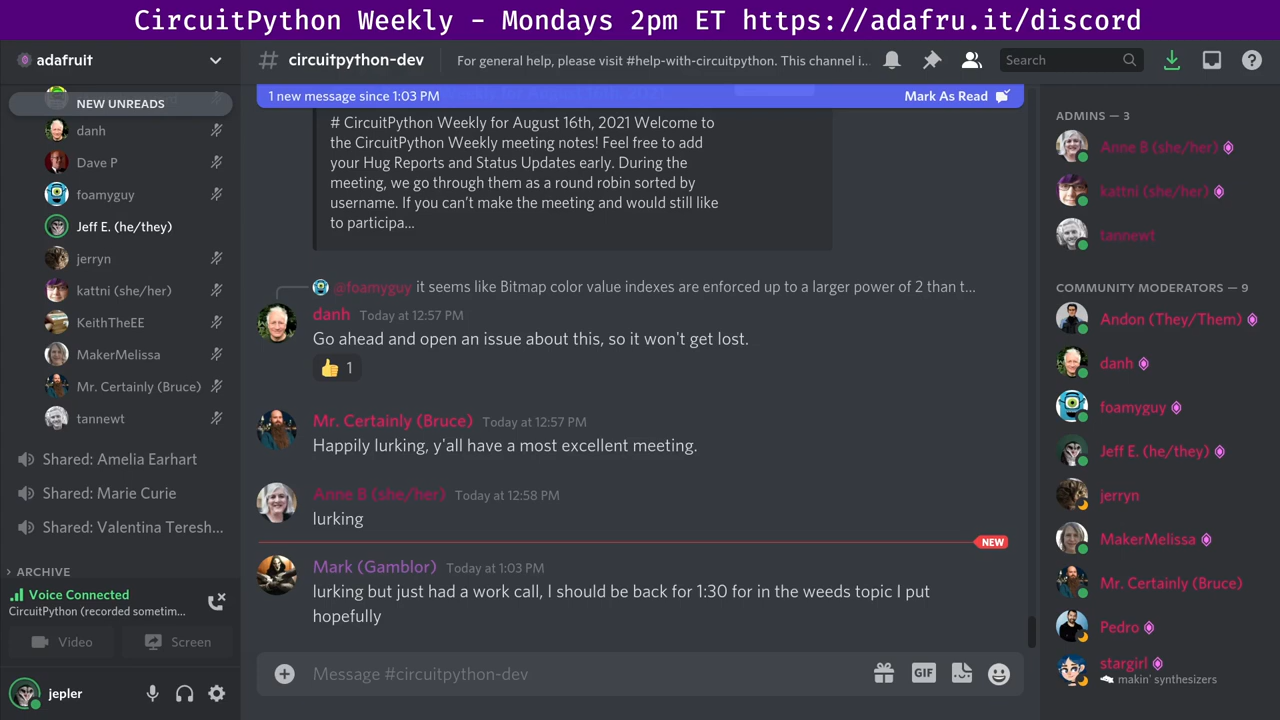 CircuitPython Weekly - Mondays 2pm ET https://adafru.it/discord
adafruit
NEW UNREADS
danh
Dave P
foamyguy
Jeff E. (he/they)
jerryn
kattni (she/her)
KeithTheEE
MakerMelissa
Mr. Certainly (Bruce)
tannewt
Shared: Amelia Earhart
Shared: Marie Curie
Shared: Valentina Teresh...
ARCHIVE
Voice Connected
CircuitPython (recorded sometim...
Video
Screen
jepler
# circuitpython-dev
For general help, please visit #help-with-circuitpython. This channel i...
Search
1 new message since 1:03 PM
Mark As Read
# CircuitPython Weekly for August 16th, 2021 Welcome to
the CircuitPython Weekly meeting notes! Feel free to add
your Hug Reports and Status Updates early. During the
meeting, we go through them as a round robin sorted by
username. If you can't make the meeting and would still like
to participa...
@foamyguy it seems like Bitmap color value indexes are enforced up to a larger power of 2 than t...
danh Today at 12:57 PM
Go ahead and open an issue about this, so it won't get lost.
1
Mr. Certainly (Bruce) Today at 12:57 PM
Happily lurking, y'all have a most excellent meeting.
Anne B (she/her) Today at 12:58 PM
lurking
NEW
Mark (Gamblor) Today at 1:03 PM
lurking but just had a work call, I should be back for 1:30 for in the weeds topic I put
hopefully
Message #circuitpython-dev
GIF
ADMINS — 3
Anne B (she/her)
kattni (she/her)
tannewt
COMMUNITY MODERATORS — 9
Andon (They/Them)
danh
foamyguy
Jeff E. (he/they)
jerryn
MakerMelissa
Mr. Certainly (Bruce)
Pedro
stargirl
makin' synthesizers